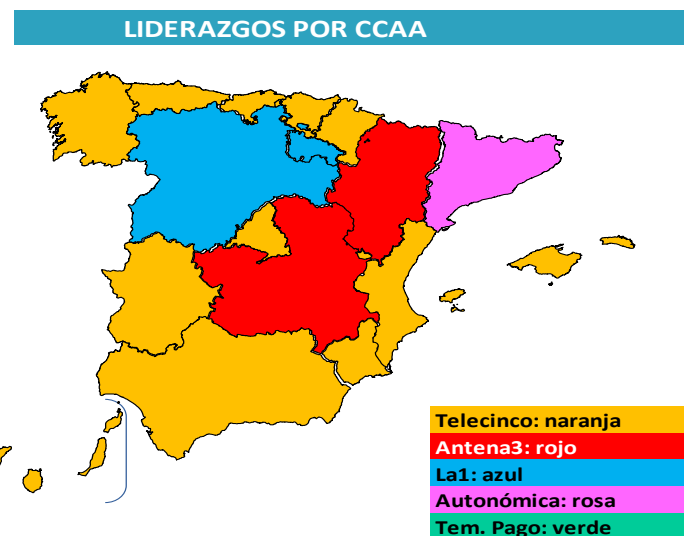 LIDERAZGOS POR CCAA
Telecinco: naranja
Antena3: rojo
La1: azul
Autonómica: rosa
Tem. Pago: verde